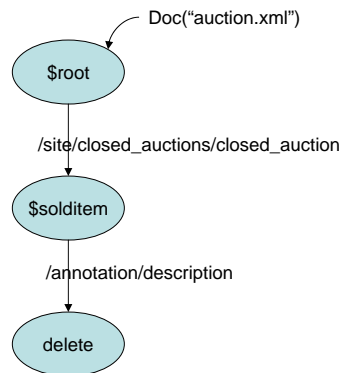 Doc(“auction.xml”)
$root
/site/closed_auctions/closed_auction
$solditem
/annotation/description
delete